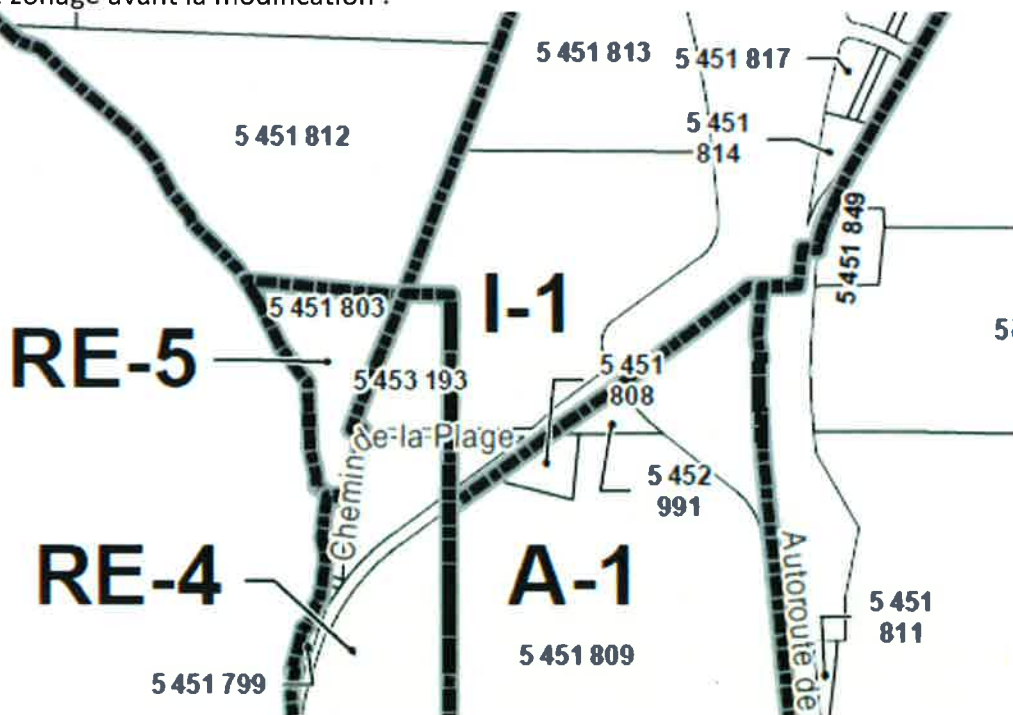 zonage avant la modification :
5 451 813
5 451 817
5 451 812
5 451
814
5 451 849
I-1
5 451 803
RE-5
5 453 193
5 451
808
de-la-Plage
Chemin
5 452
991
RE-4
A-1
Autoroute de
5 451
811
5 451 809
5 451 799